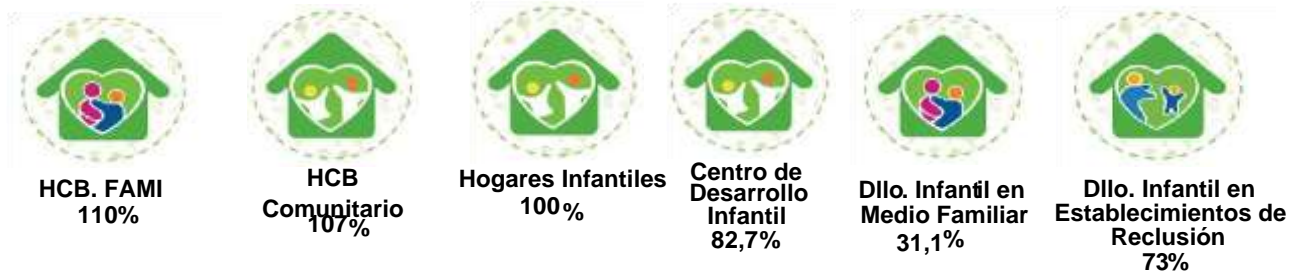 HCB. FAMI
110%
HCB
Comunitario
107%
Hogares Infantiles
100%
Centro de
Desarrollo
Infantil
82,7%
Dllo. Infantil en
Medio Familiar
31,1%
Dllo. Infantil en
Establecimientos de
Reclusión
73%